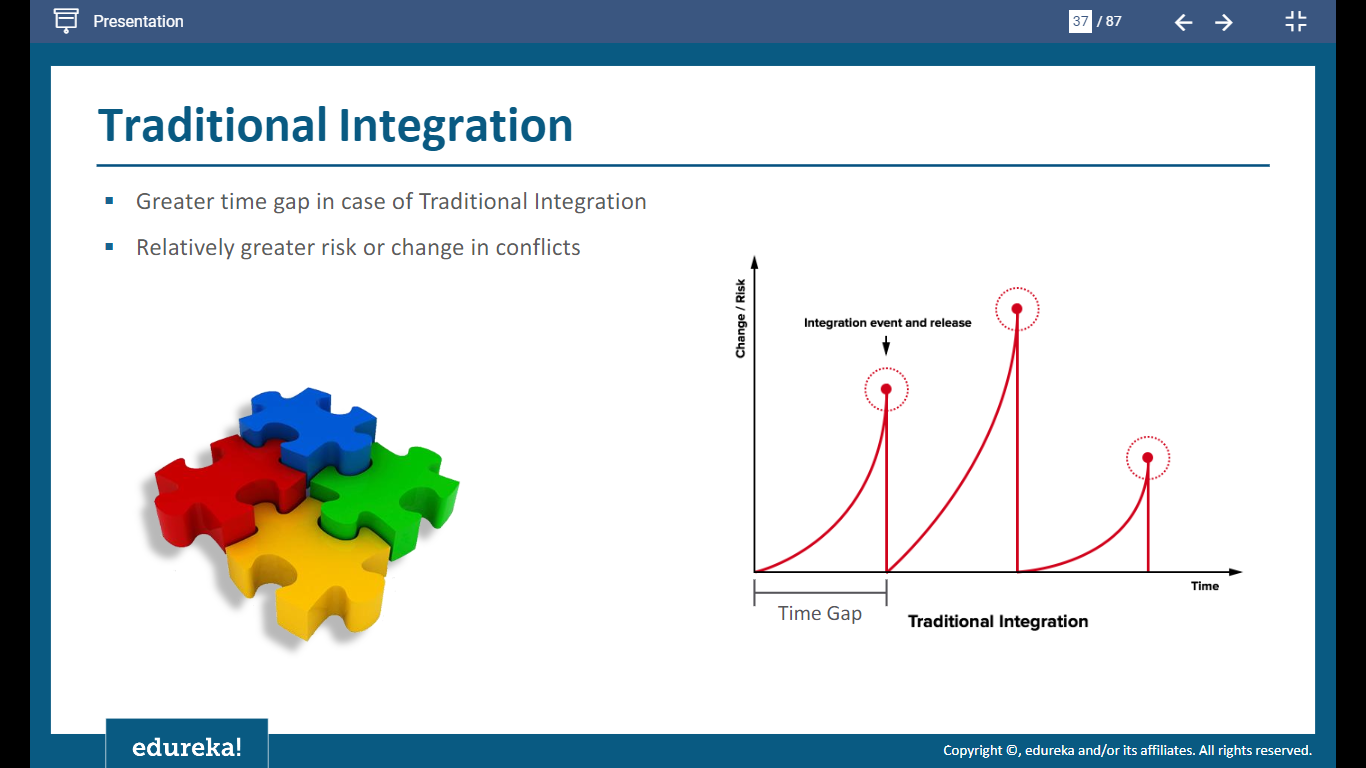 Presentation
37 / 87
Traditional Integration
▪ Greater time gap in case of Traditional Integration
▪ Relatively greater risk or change in conflicts
Change / Risk
Integration event and release
Time
Time Gap
Traditional Integration
edureka!
Copyright ©, edureka and/or its affiliates. All rights reserved.